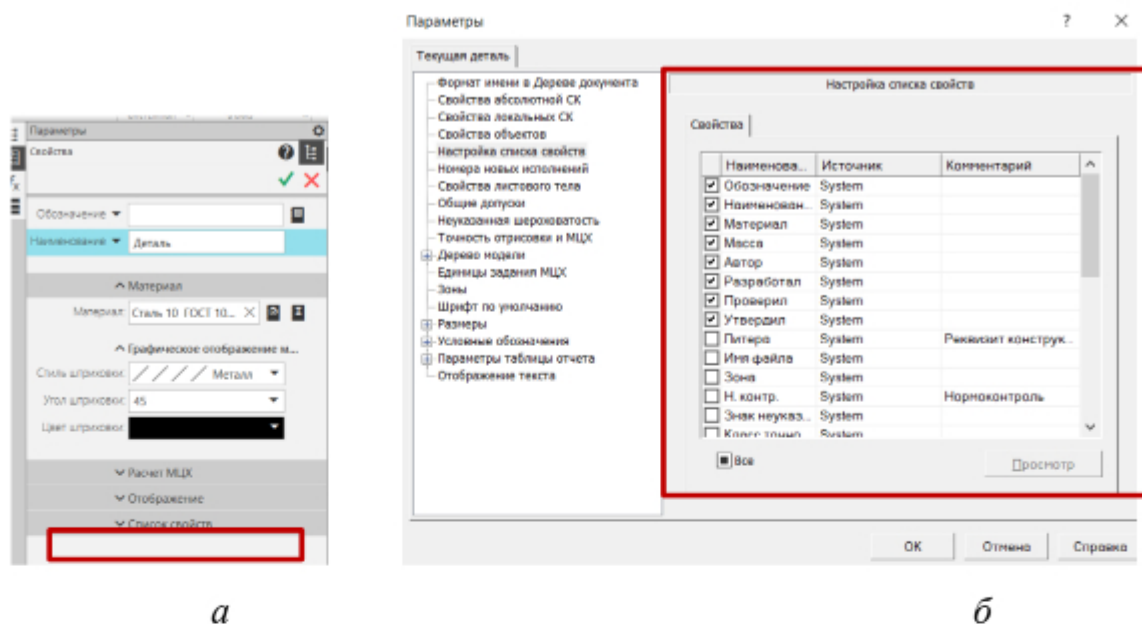 Параметры
Свойства
Обозначение
Наименование
Деталь
Материал
Материал: Сталь 10 ГОСТ 10...
Графическое отображение м...
Стиль штриховки: Металл
Угол штриховки: 45
Цвет штриховки:
Расчет МЦХ
Отображение
Список свойств
а
Параметры
? ×
Текущая деталь
Формат имени в Дереве документа
Свойства абсолютной СК
Свойства локальных СК
Свойства объектов
Настройка списка свойств
Номера новых исполнений
Свойства листового тела
Общие допуски
Неуказанная шероховатость
Точность отрисовки и МЦХ
Дерево модели
Единицы задания МЦХ
Зоны
Шрифт по умолчанию
Размеры
Условные обозначения
Параметры таблицы отчета
Отображение текста
Настройка списка свойств
Свойства
Наименова... Источник Комментарий
Обозначение System
Наименован... System
Материал System
Масса System
Автор System
Разработал System
Проверил System
Утвердил System
Литера System Реквизит конструк...
Имя файла System
Зона System
Н. контр. System Нормоконтроль
Знак неуказ... System
Класс точно... System
Все
Просмотр
ОК Отмена Справка
б